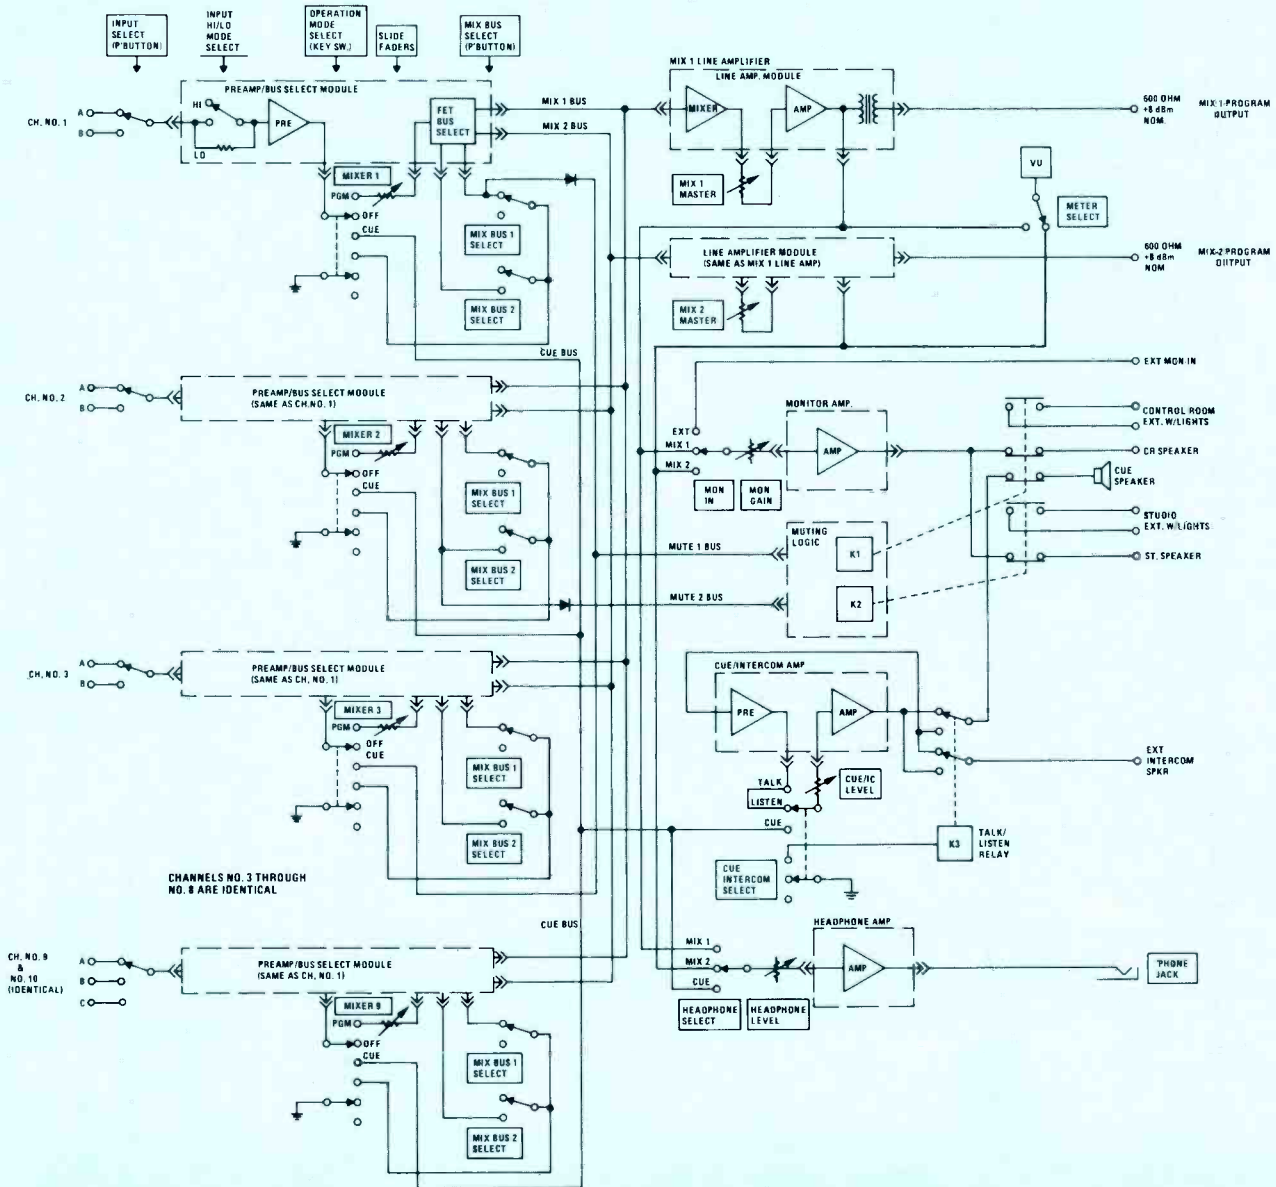 INPUT
SELECT
(P'BUTTON)
INPUT
HI/LO
MODE
SELECT
OPERATION
MODE
SELECT
(KEY SW.)
SLIDE
FADERS
MIX BUS
SELECT
(P'BUTTON)
PREAMP/BUS SELECT MODULE
HI
LO
PRE
FET
BUS
SELECT
CH. NO. 1
A
B
MIX 1 BUS
MIX 2 BUS
MIXER 1
PGM
OFF
CUE
MIX BUS 1
SELECT
MIX BUS 2
SELECT
CUE BUS
MIX 1 LINE AMPLIFIER
LINE AMP. MODULE
MIXER
AMP
MIX 1
MASTER
600 OHM
+8 dBm
NOM.
MIX 1 PROGRAM
OUTPUT
VU
METER
SELECT
LINE AMPLIFIER MODULE
(SAME AS MIX 1 LINE AMP)
600 OHM
+8 dBm
NOM
MIX-2 PROGRAM
OUTPUT
MIX 2
MASTER
CH. NO. 2
A
B
PREAMP/BUS SELECT MODULE
(SAME AS CH.NO. 1)
MIXER 2
PGM
OFF
CUE
MIX BUS 1
SELECT
MIX BUS 2
SELECT
EXT MON IN
MONITOR AMP.
EXT
MIX 1
MIX 2
AMP
MON
IN
MON
GAIN
CONTROL ROOM
EXT. W/LIGHTS
CR SPEAKER
CUE
SPEAKER
STUDIO
EXT. W/LIGHTS
ST. SPEAKER
MUTE 1 BUS
MUTE 2 BUS
MUTING
LOGIC
K1
K2
CH. NO. 3
A
B
PREAMP/BUS SELECT MODULE
(SAME AS CH, NO. 1)
MIXER 3
PGM
OFF
CUE
MIX BUS 1
SELECT
MIX BUS 2
SELECT
CHANNELS NO. 3 THROUGH
NO. 8 ARE IDENTICAL
CUE BUS
CUE/INTERCOM AMP
PRE
AMP
TALK
LISTEN
CUE
CUE/IC
LEVEL
CUE
INTERCOM
SELECT
EXT
INTERCOM
SPKR
K3
TALK/
LISTEN
RELAY
CH. NO. 9
&
NO. 10
(IDENTICAL)
A
B
C
PREAMP/BUS SELECT MODULE
(SAME AS CH, NO. 1)
MIXER 9
PGM
OFF
CUE
MIX BUS 1
SELECT
MIX BUS 2
SELECT
HEADPHONE AMP
MIX 1
MIX 2
CUE
AMP
HEADPHONE
SELECT
HEADPHONE
LEVEL
'PHONE
JACK